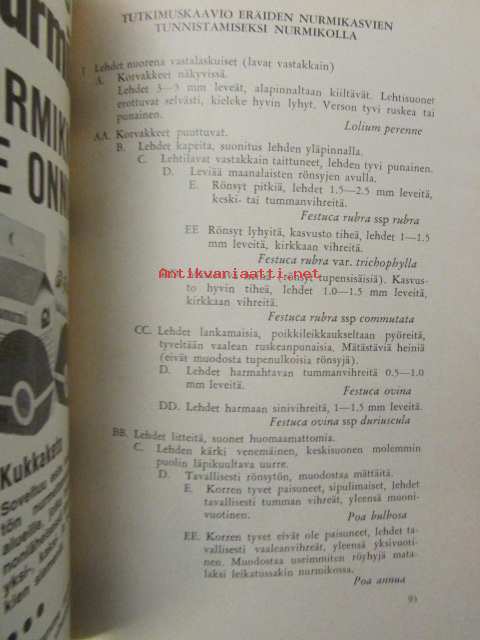 TUTKIMUSKAAVIO ERÄIDEN NURMIKASVIEN
TUNNISTAMISEKSI NURMIKOLLA
I Lehdet nuorena vastalaskuiset (lavat vastakkain)
A. Korvakkeet näkyvissä.
Lehdet 3—5 mm leveät, alapinnaltaan kiiltävät. Lehtisuonet
erottuvat selvästi, kieleke hyvin lyhyt. Verson tyvi ruskea tai
punainen.
Lolium perenne
AA. Korvakkeet puuttuvat.
B. Lehdet kapeita, suonitus lehden yläpinnalla.
C. Lehtilavat vastakkain taittuneet, lehden tyvi punainen.
D. Leviää maanalaisten rönsyjen avulla.
E. Rönsyt pitkiä, lehdet 1.5—2.5 mm leveitä,
keski- tai tummanvihreitä.
Festuca rubra ssp rubra
EE Rönsyt lyhyitä, kasvusto tiheä, lehdet 1—1.5
mm leveitä, kirkkaan vihreitä.
Festuca rubra var. trichophylla
Antikvariaatti.net
(rönsyt tupensisäisiä). Kasvus-
to hyvin tiheä, lehdet 1.0—1.5 mm leveitä,
kirkkaan vihreitä.
Festuca rubra ssp commutata
CC. Lehdet lankamaisia, poikkileikkaukseltaan pyöreitä,
tyveltään vaalean ruskeanpunaisia. Mätästäviä heiniä
(eivät muodosta tupenulkoisia rönsyjä).
D. Lehdet harmahtavan tummanvihreitä 0.5—1.0
mm leveitä.
Festuca ovina
DD. Lehdet harmaan sinivihreitä, 1—1.5 mm leveitä.
Festuca ovina ssp duriuscula
BB. Lehdet litteitä, suonet huomaamattomia.
C. Lehden kärki venemäinen, keskisuonen molemmin
puolin läpikuultava uurre.
D. Tavallisesti rönsytön, muodostaa mättäitä.
E. Korren tyvet paisuneet, sipulimaiset, lehdet
tavallisesti tumman vihreät, yleensä moni-
vuotinen.
Poa bulbosa
EE. Korren tyvet eivät ole paisuneet, lehdet ta-
vallisesti vaaleanvihreät, yleensä yksivuoti-
nen. Muodostaa useimmiten röyhyjä mata-
laksi leikatussakin nurmikossa.
Poa annua
93
Kukkakatin
Soveltuu